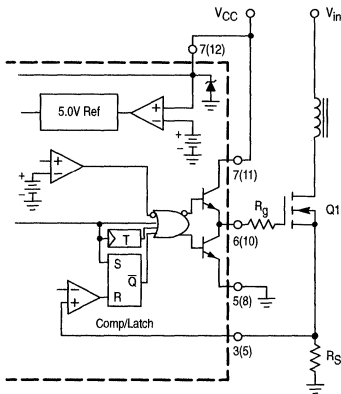 VCC
Vin
7(12)
5.0V Ref
+
–
–
+
+
–
7(11)
Rg
Q1
6(10)
T
S
Q
R
–
+
5(8)
Comp/Latch
3(5)
RS